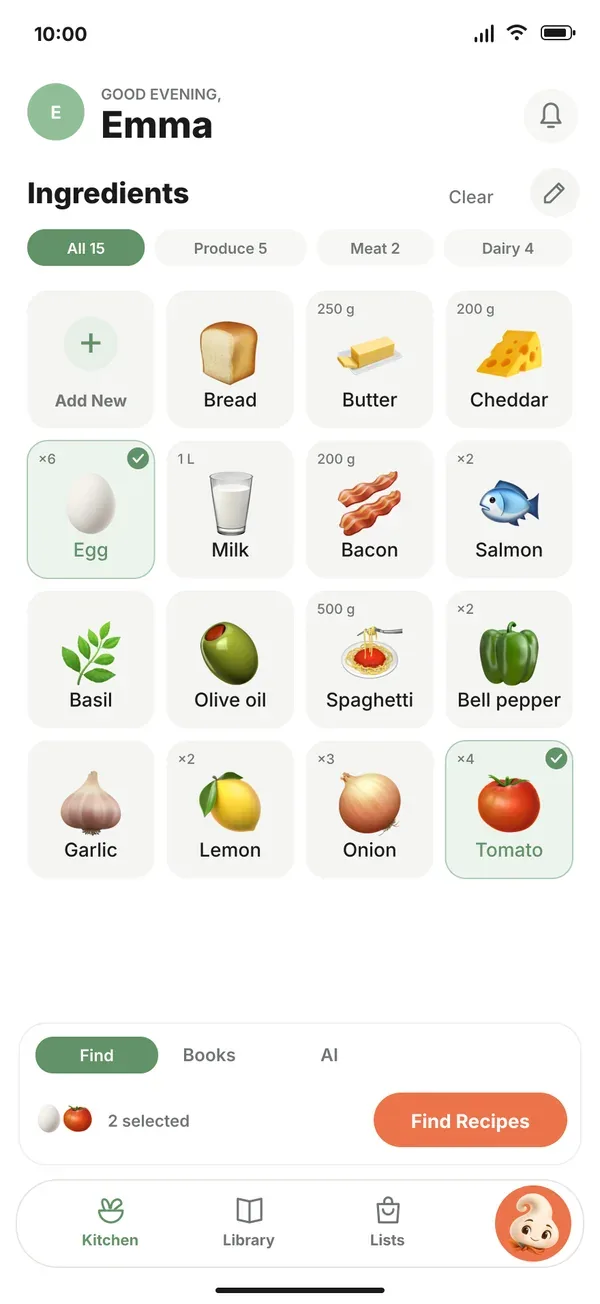 10:00
E
GOOD EVENING,
Emma
Ingredients
Clear
All 15
Produce 5
Meat 2
Dairy 4
Add New
Bread
250 g
Butter
200 g
Cheddar
×6
Egg
1 L
Milk
200 g
Bacon
×2
Salmon
Basil
Olive oil
500 g
Spaghetti
×2
Bell pepper
Garlic
×2
Lemon
×3
Onion
×4
Tomato
Find
Books
AI
2 selected
Find Recipes
Kitchen
Library
Lists